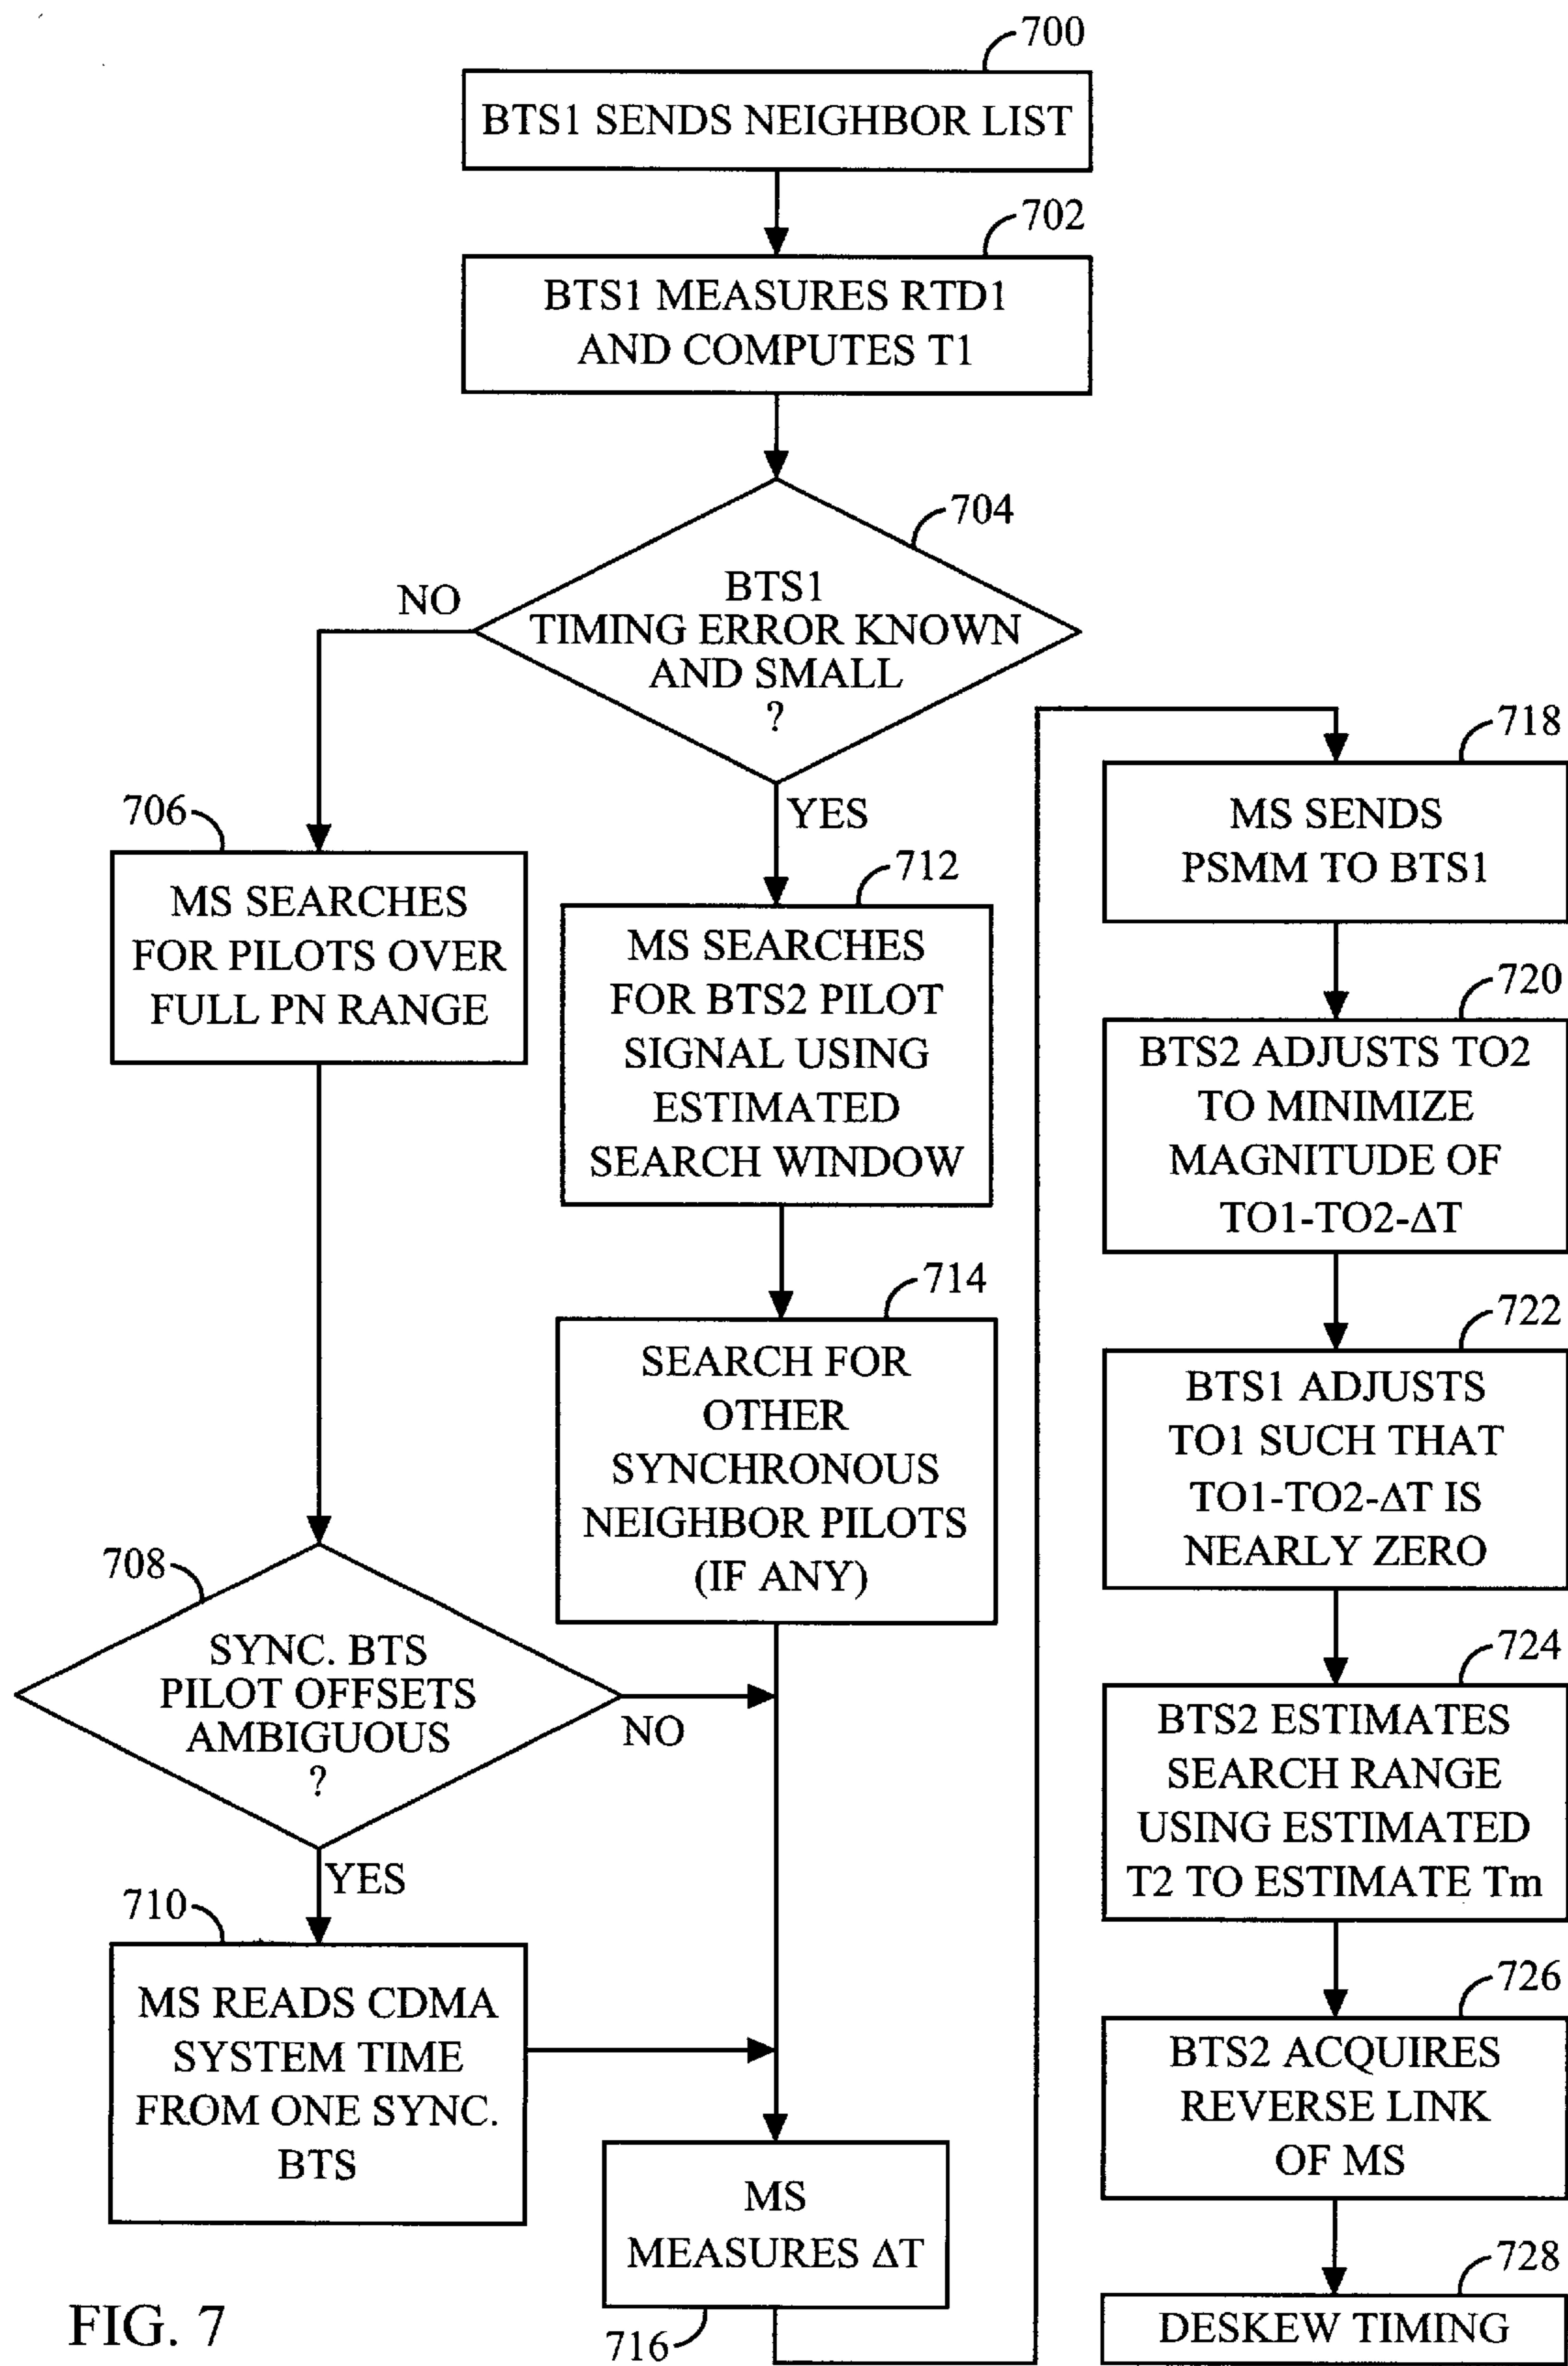 700
BTS1 SENDS NEIGHBOR LIST
702
BTS1 MEASURES RTD1
AND COMPUTES T1
704
BTS1
TIMING ERROR KNOWN
AND SMALL
?
NO
YES
706
MS SEARCHES
FOR PILOTS OVER
FULL PN RANGE
712
MS SEARCHES
FOR BTS2 PILOT
SIGNAL USING
ESTIMATED
SEARCH WINDOW
714
SEARCH FOR
OTHER
SYNCHRONOUS
NEIGHBOR PILOTS
(IF ANY)
708
SYNC. BTS
PILOT OFFSETS
AMBIGUOUS
?
NO
YES
710
MS READS CDMA
SYSTEM TIME
FROM ONE SYNC.
BTS
MS
MEASURES ΔT
716
718
MS SENDS
PSMM TO BTS1
720
BTS2 ADJUSTS TO2
TO MINIMIZE
MAGNITUDE OF
TO1-TO2-ΔT
722
BTS1 ADJUSTS
TO1 SUCH THAT
TO1-TO2-ΔT IS
NEARLY ZERO
724
BTS2 ESTIMATES
SEARCH RANGE
USING ESTIMATED
T2 TO ESTIMATE Tm
726
BTS2 ACQUIRES
REVERSE LINK
OF MS
728
DESKEW TIMING
FIG. 7